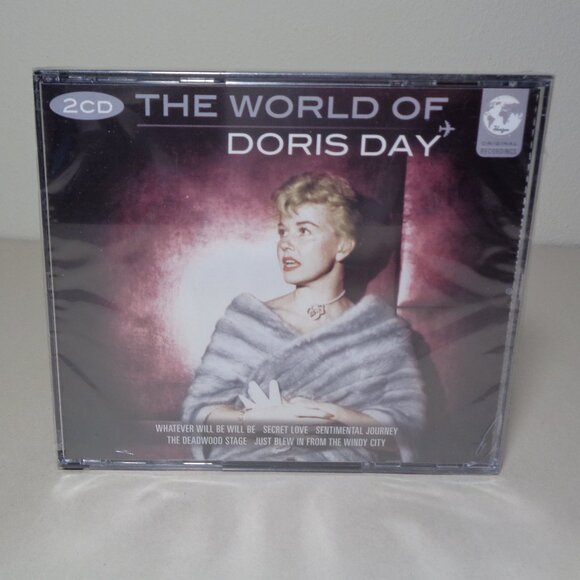 2CD
THE WORLD OF
DORIS DAY
ORIGINAL
RECORDINGS
WHATEVER WILL BE WILL BE SECRET LOVE SENTIMENTAL JOURNEY
THE DEADWOOD STAGE JUST BLEW IN FROM THE WINDY CITY